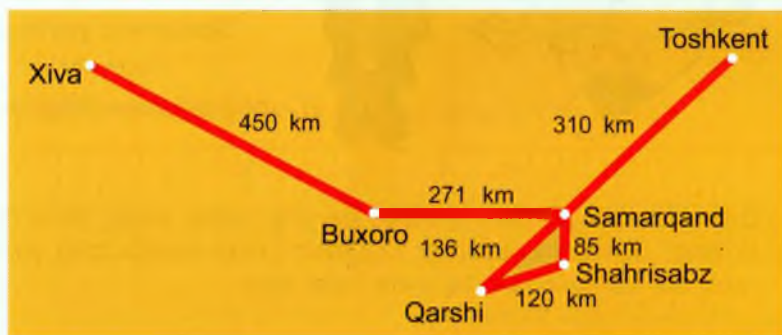 Toshkent
Xiva
450 km
310 km
271 km
Samarqand
Buxoro
136 km
85 km
Shahrisabz
Qarshi
120 km